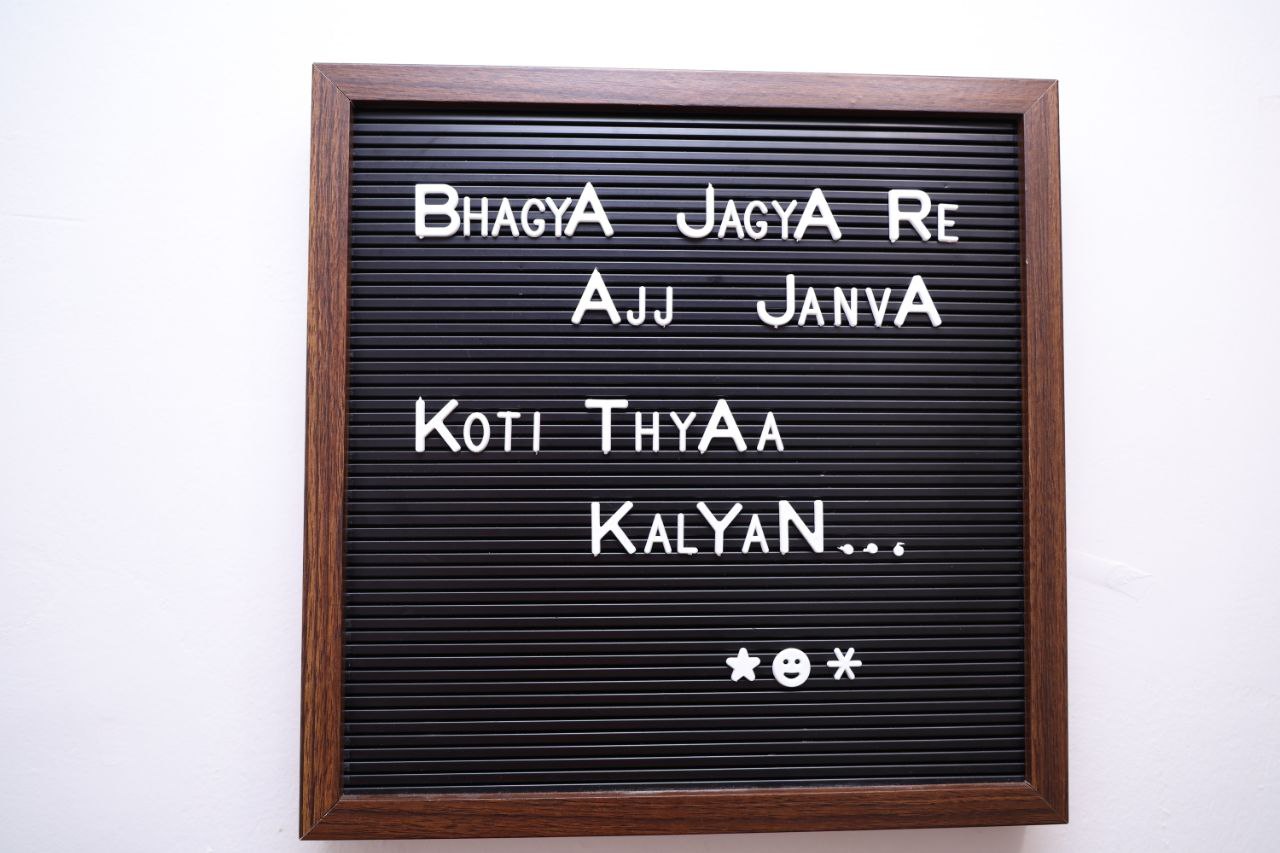 BHAGYA JAGYA RE
AJJ JANVA
KOTI THYAA
KALYAN...